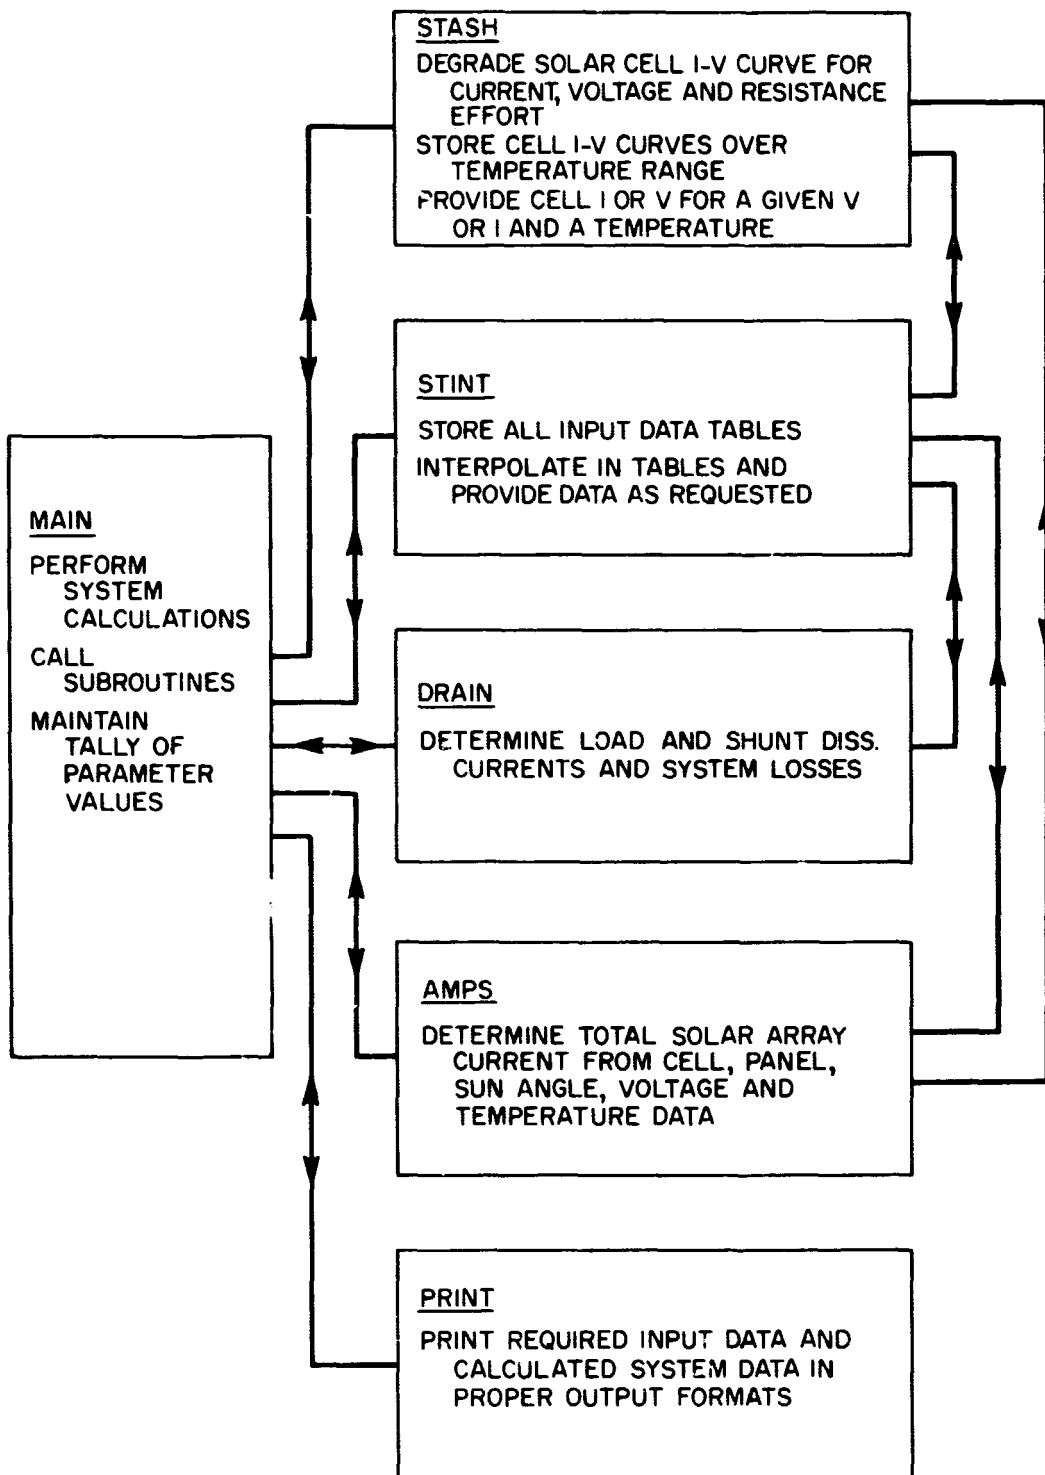 STASH
DEGRADE SOLAR CELL I-V CURVE FOR
CURRENT, VOLTAGE AND RESISTANCE
EFFORT
STORE CELL I-V CURVES OVER
TEMPERATURE RANGE
PROVIDE CELL I OR V FOR A GIVEN V
OR I AND A TEMPERATURE
STINT
STORE ALL INPUT DATA TABLES
INTERPOLATE IN TABLES AND
PROVIDE DATA AS REQUESTED
MAIN
PERFORM
SYSTEM
CALCULATIONS
CALL
SUBROUTINES
MAINTAIN
TALLY OF
PARAMETER
VALUES
DRAIN
DETERMINE LOAD AND SHUNT DISS.
CURRENTS AND SYSTEM LOSSES
AMPS
DETERMINE TOTAL SOLAR ARRAY
CURRENT FROM CELL, PANEL,
SUN ANGLE, VOLTAGE AND
TEMPERATURE DATA
PRINT
PRINT REQUIRED INPUT DATA AND
CALCULATED SYSTEM DATA IN
PROPER OUTPUT FORMATS